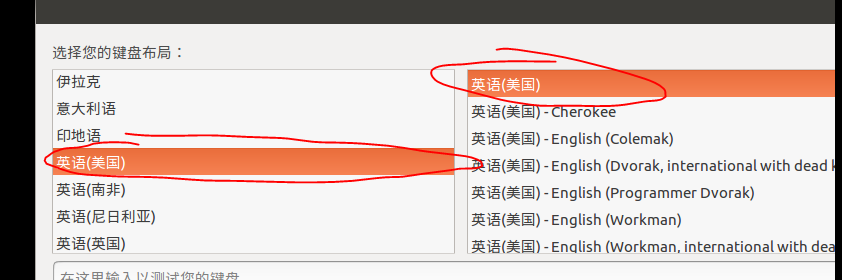 选择您的键盘布局：
伊拉克
意大利语
印地语
英语(美国)
英语(南非)
英语(尼日利亚)
英语(英国)
英语(美国)
英语(美国) - Cherokee
英语(美国) - English (Colemak)
英语(美国) - English (Dvorak, international with dead k
英语(美国) - English (Programmer Dvorak)
英语(美国) - English (Workman)
英语(美国) - English (Workman, international with dea
在这里输入以测试您的键盘